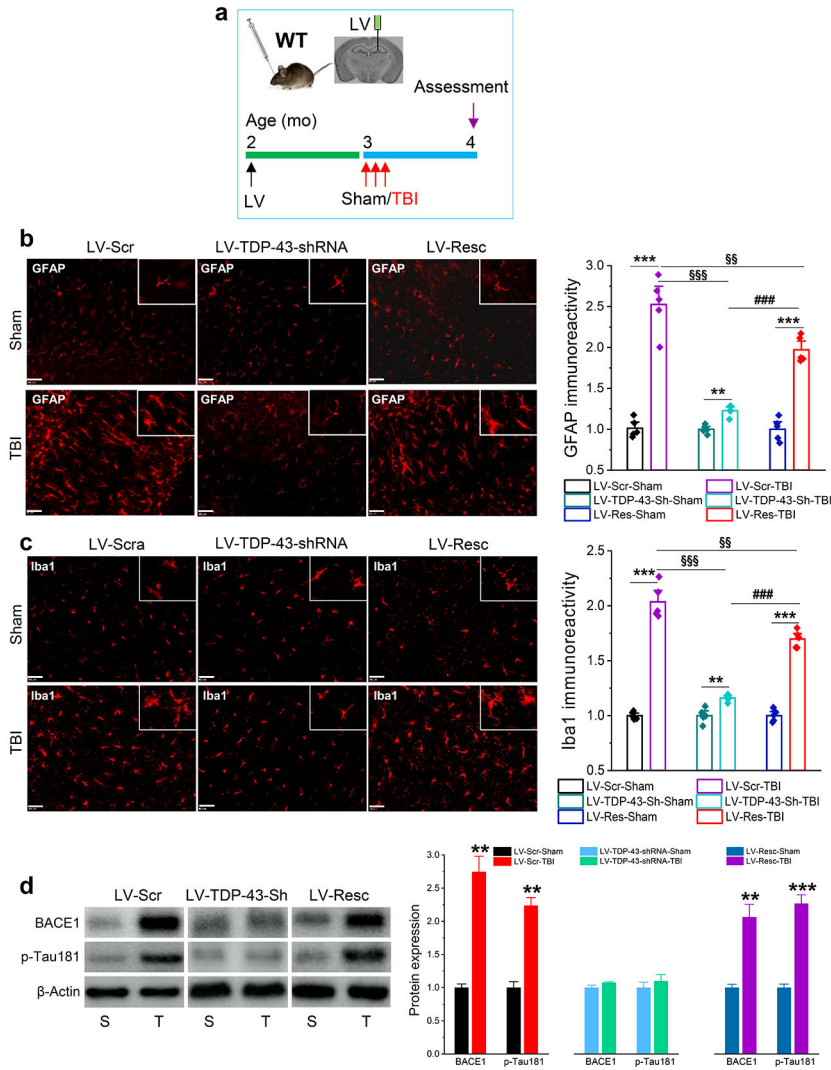 a
WT
LV
Assessment
Age (mo)
2
3
4
LV
Sham/TBI
b
LV-Scr
LV-TDP-43-shRNA
LV-Resc
Sham
GFAP
GFAP
GFAP
TBI
GFAP
GFAP
GFAP
GFAP immunoreactivity
3.0
2.5
2.0
1.5
1.0
0.5
***
§§
§§§
###
***
**
LV-Scr-Sham
LV-Scr-TBI
LV-TDP-43-Sh-Sham
LV-TDP-43-Sh-TBI
LV-Res-Sham
LV-Res-TBI
c
LV-Scra
LV-TDP-43-shRNA
LV-Resc
Sham
Iba1
Iba1
Iba1
TBI
Iba1
Iba1
Iba1
Iba1 immunoreactivity
2.5
2.0
1.5
1.0
0.5
***
§§
§§§
###
***
**
LV-Scr-Sham
LV-Scr-TBI
LV-TDP-43-Sh-Sham
LV-TDP-43-Sh-TBI
LV-Res-Sham
LV-Res-TBI
d
LV-Scr
LV-TDP-43-Sh
LV-Resc
BACE1
p-Tau181
β-Actin
S
T
S
T
S
T
LV-Scr-Sham
LV-Scr-TBI
LV-TDP-43-shRNA-Sham
LV-TDP-43-shRNA-TBI
LV-Resc-Sham
LV-Resc-TBI
Protein expression
3.0
2.5
2.0
1.5
1.0
0.5
0.0
**
**
**
***
BACE1
p-Tau181
BACE1
p-Tau181
BACE1
p-Tau181